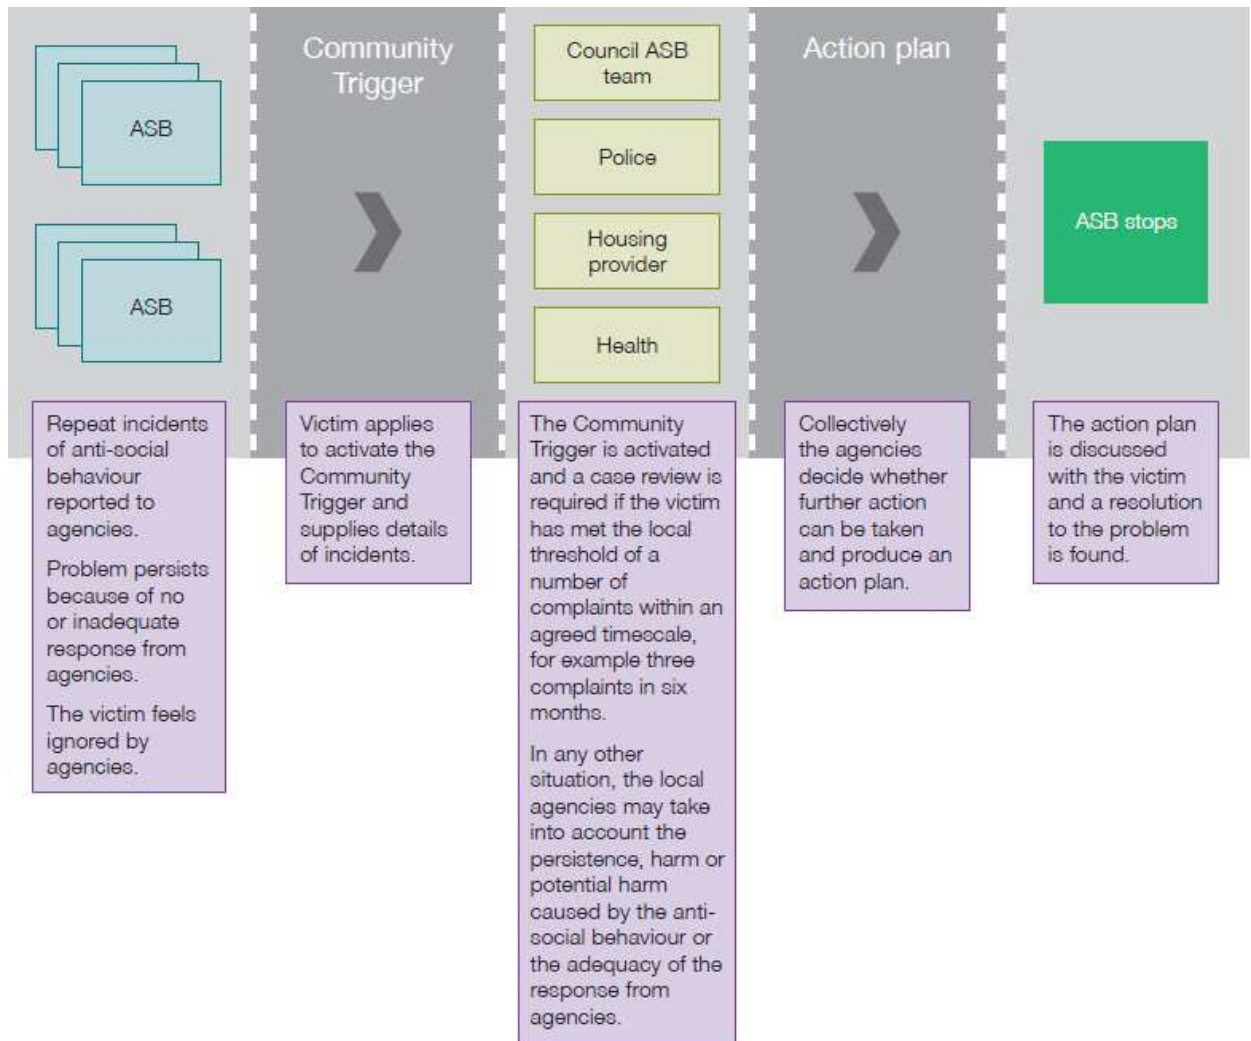 ASB
ASB
Community
Trigger
Council ASB
team
Police
Housing
provider
Health
Action plan
ASB stops
Repeat incidents
of anti-social
behaviour
reported to
agencies.
Problem persists
because of no
or inadequate
response from
agencies.
The victim feels
ignored by
agencies.
Victim applies
to activate the
Community
Trigger and
supplies details
of incidents.
The Community
Trigger is activated
and a case review is
required if the victim
has met the local
threshold of a
number of
complaints within an
agreed timescale,
for example three
complaints in six
months.
In any other
situation, the local
agencies may take
into account the
persistence, harm or
potential harm
caused by the anti-
social behaviour or
the adequacy of the
response from
agencies.
Collectively
the agencies
decide whether
further action
can be taken
and produce an
action plan.
The action plan
is discussed
with the victim
and a resolution
to the problem
is found.